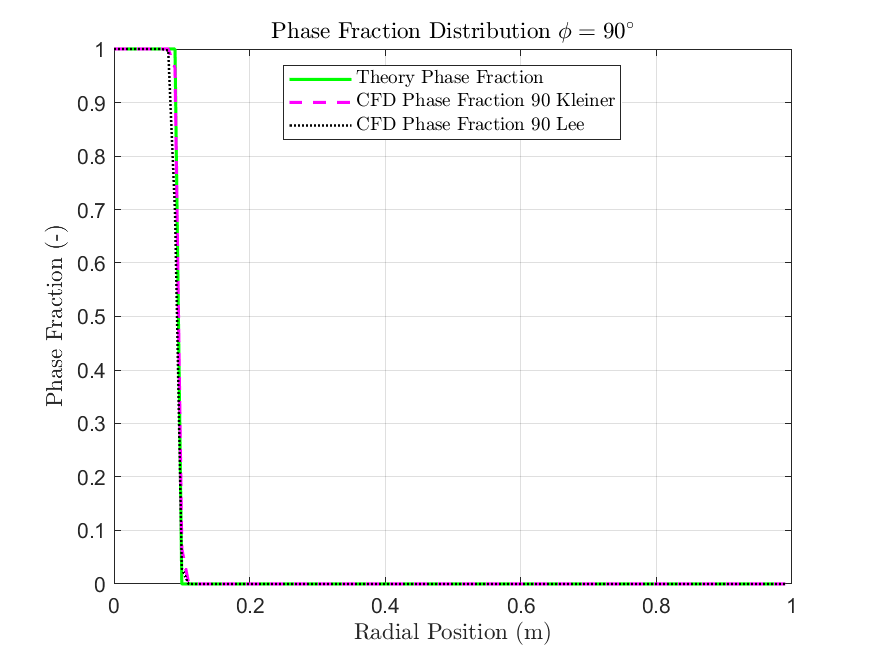 Phase Fraction Distribution ϕ = 90°
Theory Phase Fraction
CFD Phase Fraction 90 Kleiner
CFD Phase Fraction 90 Lee
Phase Fraction (-)
1
0.9
0.8
0.7
0.6
0.5
0.4
0.3
0.2
0.1
0
0 0.2 0.4 0.6 0.8 1
Radial Position (m)